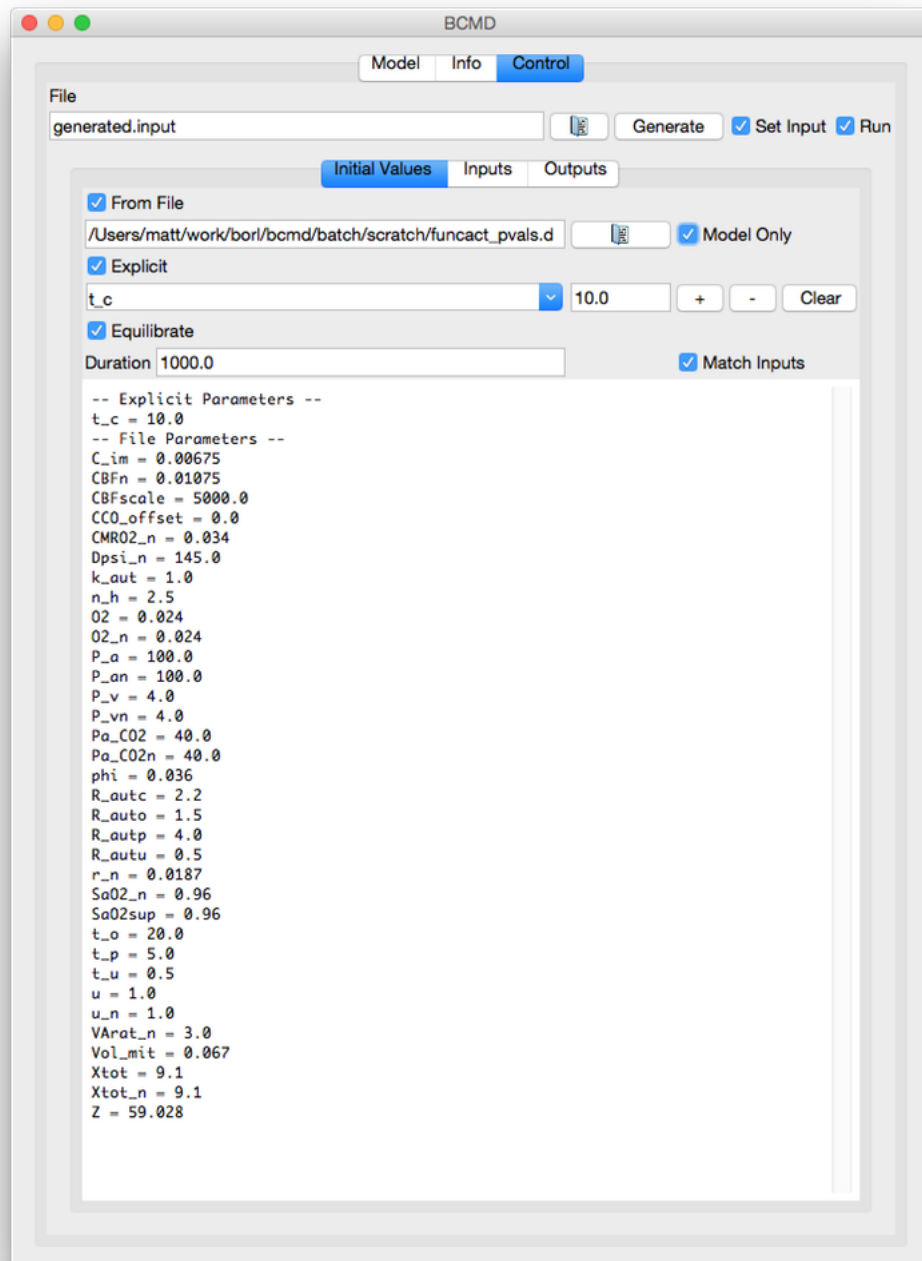 BCMD
Model Info Control
File
generated.input Generate Set Input Run
Initial Values Inputs Outputs
From File
/Users/matt/work/borl/bcmd/batch/scratch/funcact_pvals.d Model Only
Explicit
t_c 10.0 + - Clear
Equilibrate
Duration 1000.0 Match Inputs
-- Explicit Parameters --
t_c = 10.0
-- File Parameters --
C_im = 0.00675
CBFn = 0.01075
CBFscale = 5000.0
CCO_offset = 0.0
CMRO2_n = 0.034
Dpsi_n = 145.0
k_aut = 1.0
n_h = 2.5
O2 = 0.024
O2_n = 0.024
P_a = 100.0
P_an = 100.0
P_v = 4.0
P_vn = 4.0
Pa_CO2 = 40.0
Pa_CO2n = 40.0
phi = 0.036
R_autc = 2.2
R_auto = 1.5
R_autp = 4.0
R_autu = 0.5
r_n = 0.0187
SaO2_n = 0.96
SaO2sup = 0.96
t_o = 20.0
t_p = 5.0
t_u = 0.5
u = 1.0
u_n = 1.0
VArat_n = 3.0
Vol_mit = 0.067
Xtot = 9.1
Xtot_n = 9.1
Z = 59.028